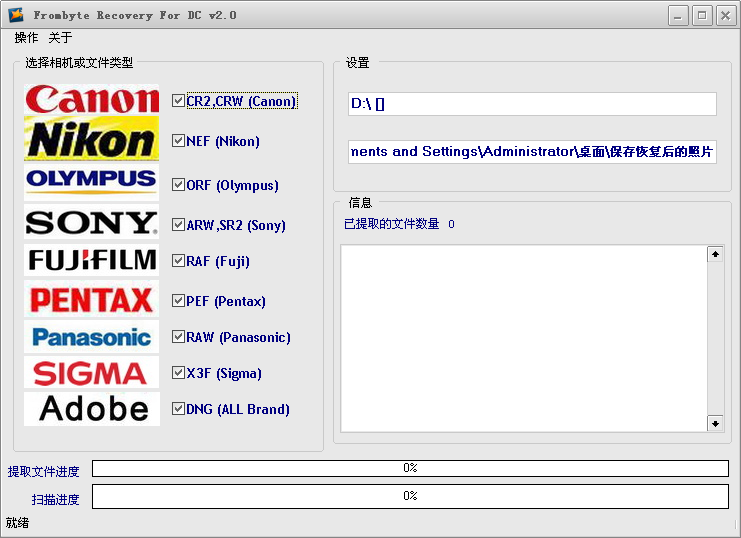 Frombyte Recovery For DC v2.0
操作 关于
选择相机或文件类型
Canon
CR2,CRW (Canon)
Nikon
NEF (Nikon)
OLYMPUS
ORF (Olympus)
SONY
ARW,SR2 (Sony)
FUJIFILM
RAF (Fuji)
PENTAX
PEF (Pentax)
Panasonic
RAW (Panasonic)
SIGMA
X3F (Sigma)
Adobe
DNG (ALL Brand)
设置
D:\ []
nents and Settings\Administrator\桌面\保存恢复后的照片
信息
已提取的文件数量 0
提取文件进度 0%
扫描进度 0%
就绪